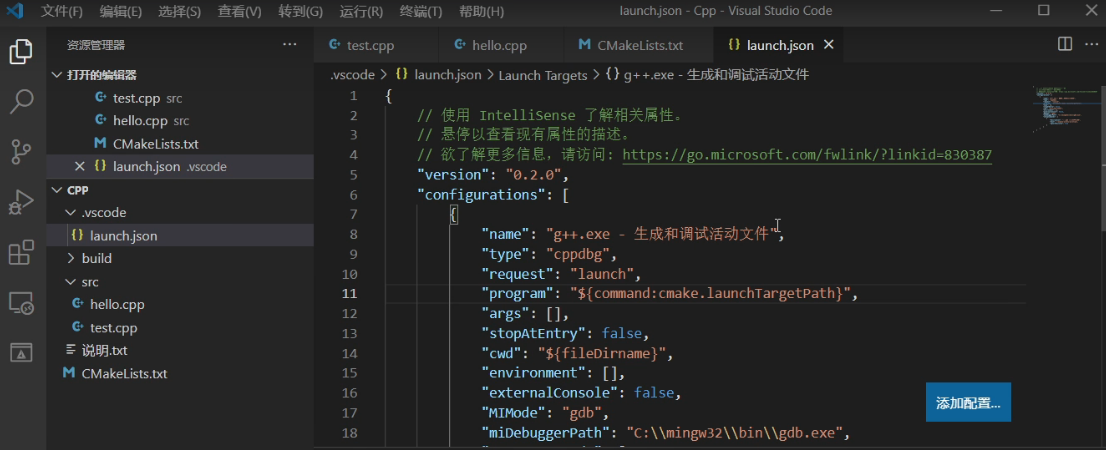 文件(F) 编辑(E) 选择(S) 查看(V) 转到(G) 运行(R) 终端(T) 帮助(H) launch.json - Cpp - Visual Studio Code
资源管理器
test.cpp hello.cpp CMakeLists.txt launch.json
打开的编辑器
test.cpp src
hello.cpp src
CMakeLists.txt
launch.json .vscode
CPP
.vscode
launch.json
build
src
hello.cpp
test.cpp
说明.txt
CMakeLists.txt
.vscode > {} launch.json > Launch Targets > {} g++.exe - 生成和调试活动文件
1 {
2 // 使用 IntelliSense 了解相关属性。
3 // 悬停以查看现有属性的描述。
4 // 欲了解更多信息，请访问: https://go.microsoft.com/fwlink/?linkid=830387
5 "version": "0.2.0",
6 "configurations": [
7 {
8 "name": "g++.exe - 生成和调试活动文件",
9 "type": "cppdbg",
10 "request": "launch",
11 "program": "${command:cmake.launchTargetPath}",
12 "args": [],
13 "stopAtEntry": false,
14 "cwd": "${fileDirname}",
15 "environment": [],
16 "externalConsole": false,
17 "MIMode": "gdb",
18 "miDebuggerPath": "C:\\mingw32\\bin\\gdb.exe",
添加配置...